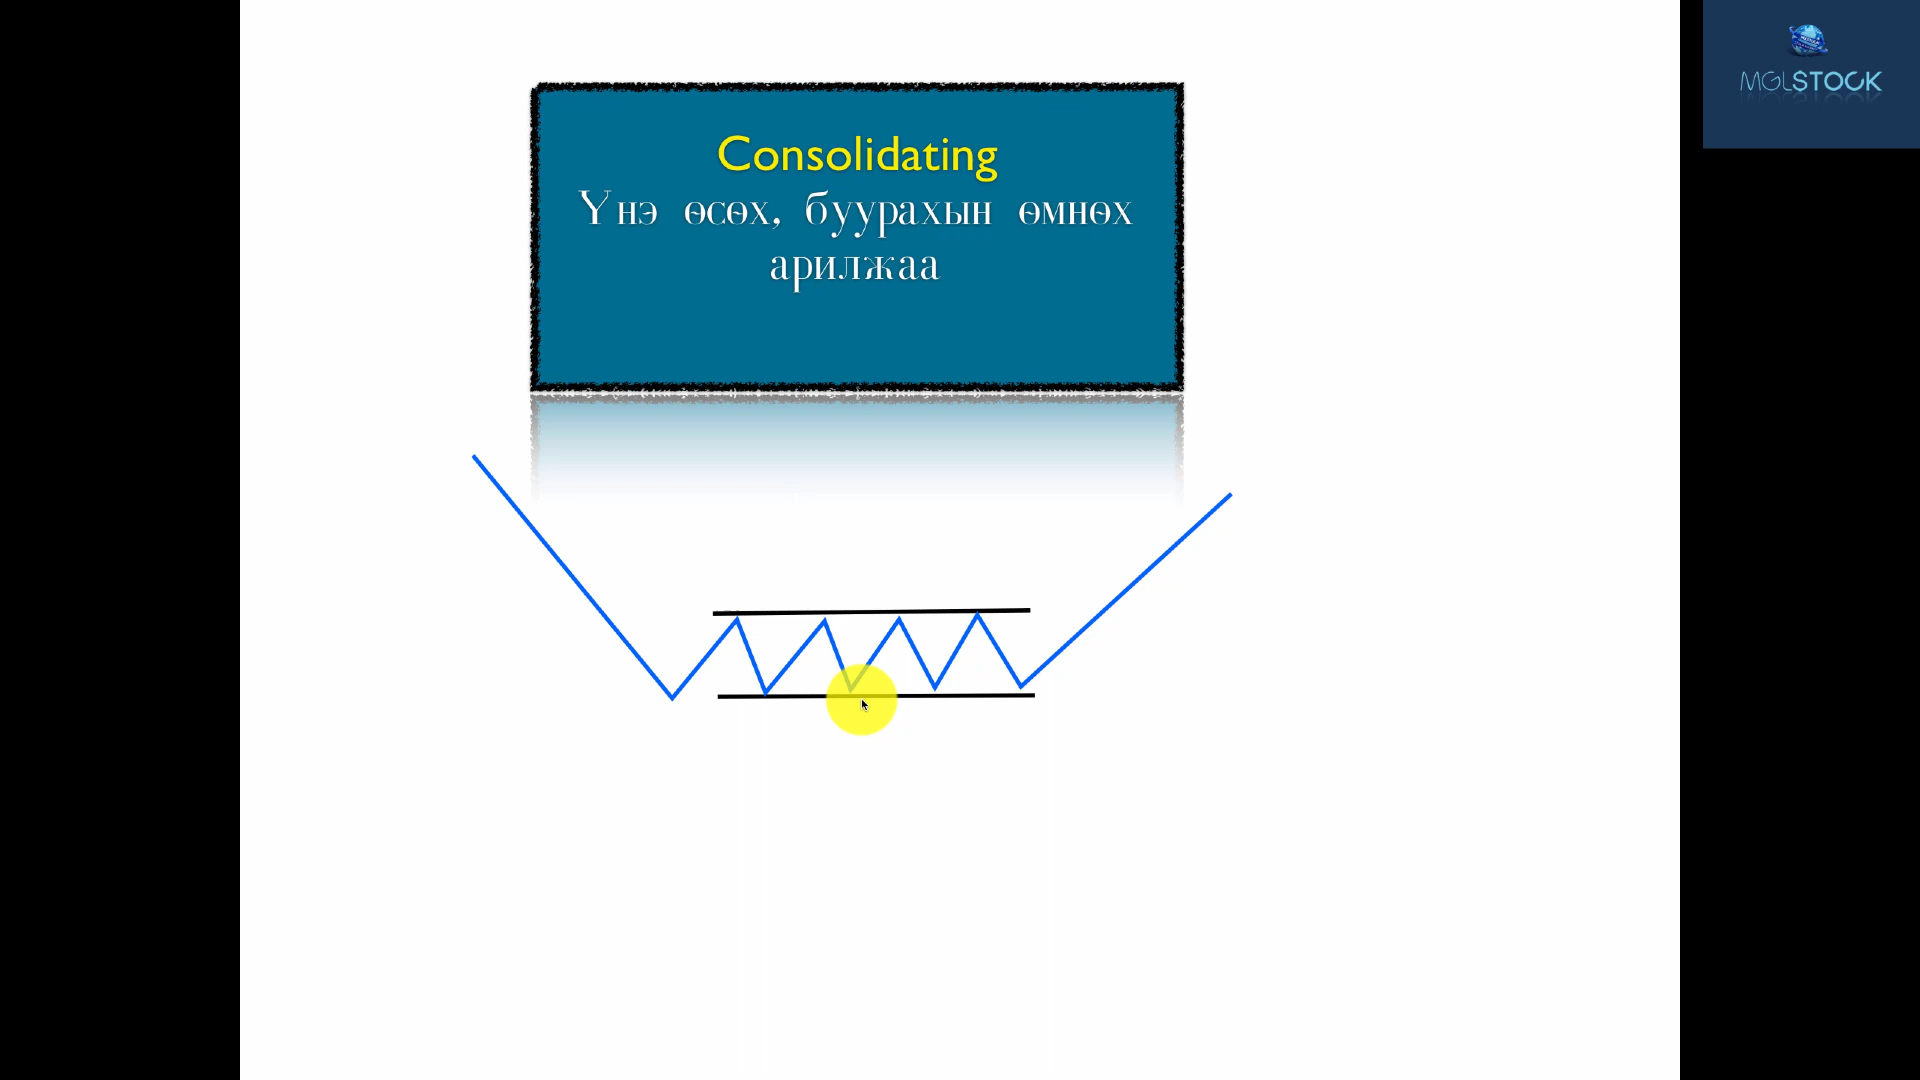 MGLSTOCK
Consolidating
Үнэ өсөх, буурахын өмнөх
арилжаа